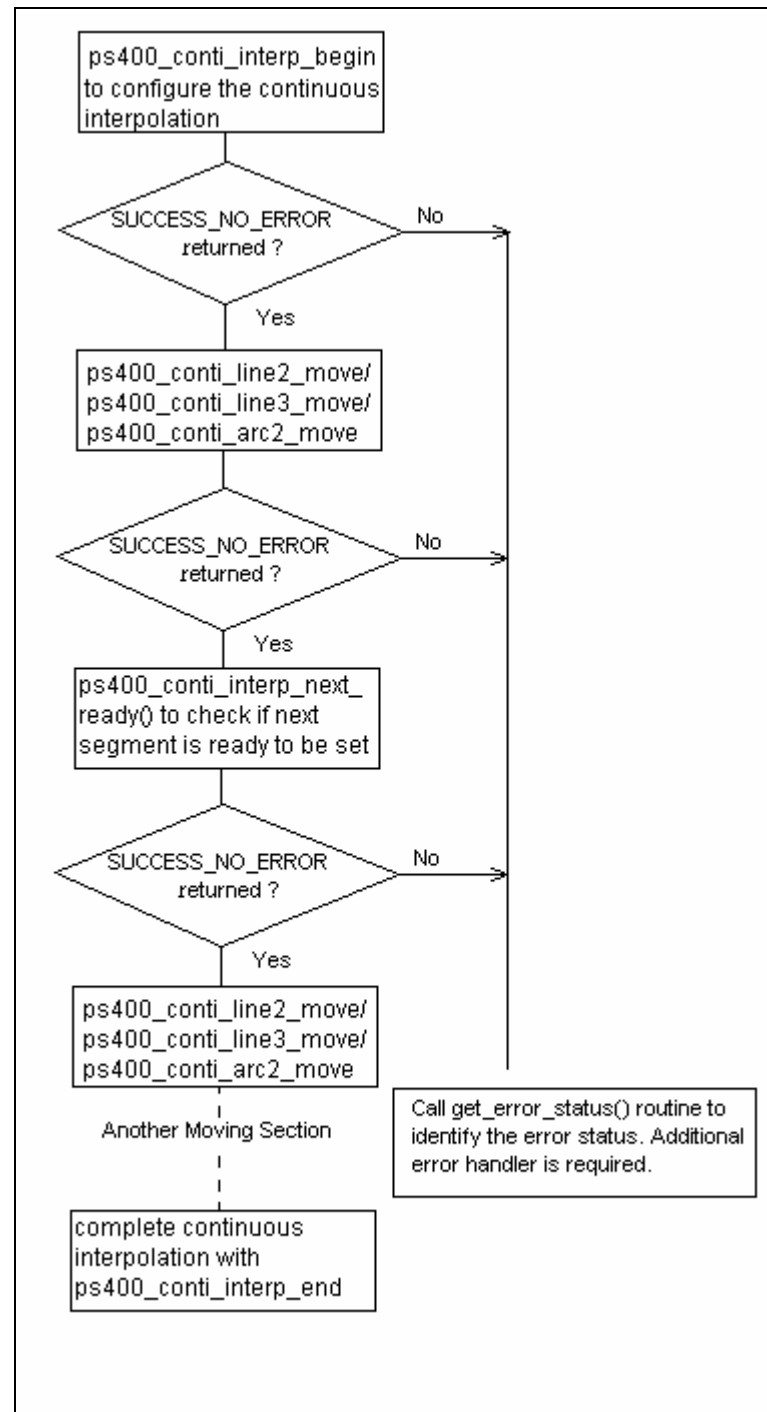 ps400_conti_interp_begin
to configure the continuous
interpolation
SUCCESS_NO_ERROR
returned ?
No
Yes
ps400_conti_line2_move/
ps400_conti_line3_move/
ps400_conti_arc2_move
SUCCESS_NO_ERROR
returned ?
No
Yes
ps400_conti_interp_next_
ready() to check if next
segment is ready to be set
SUCCESS_NO_ERROR
returned ?
No
Yes
ps400_conti_line2_move/
ps400_conti_line3_move/
ps400_conti_arc2_move
Call get_error_status() routine to
identify the error status. Additional
error handler is required.
Another Moving Section
complete continuous
interpolation with
ps400_conti_interp_end